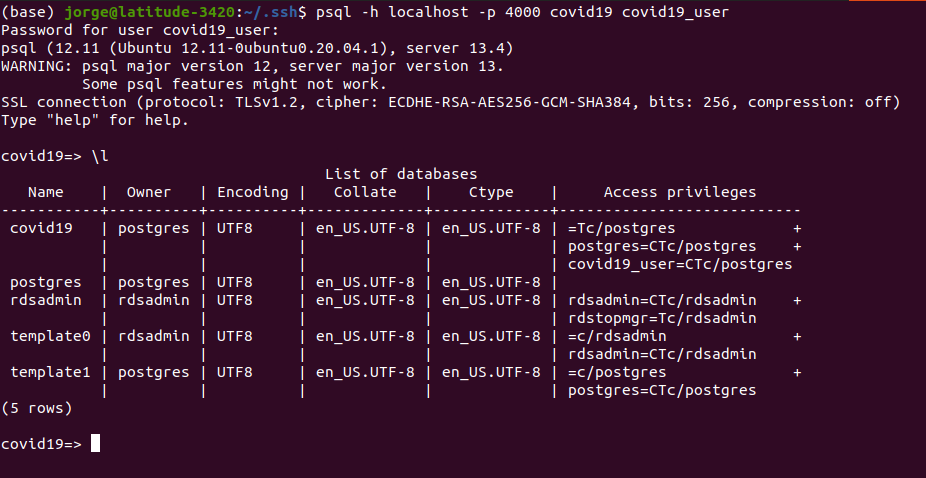 (base) jorge@latitude-3420:~/.ssh$ psql -h localhost -p 4000 covid19 covid19_user
Password for user covid19_user:
psql (12.11 (Ubuntu 12.11-0ubuntu0.20.04.1), server 13.4)
WARNING: psql major version 12, server major version 13.
         Some psql features might not work.
SSL connection (protocol: TLSv1.2, cipher: ECDHE-RSA-AES256-GCM-SHA384, bits: 256, compression: off)
Type "help" for help.

covid19=> \l
                                    List of databases
   Name    |  Owner   | Encoding |   Collate   |    Ctype    |     Access privileges
-----------+----------+----------+-------------+-------------+---------------------------
 covid19   | postgres | UTF8     | en_US.UTF-8 | en_US.UTF-8 | =Tc/postgres             +
           |          |          |             |             | postgres=CTc/postgres    +
           |          |          |             |             | covid19_user=CTc/postgres
 postgres  | postgres | UTF8     | en_US.UTF-8 | en_US.UTF-8 |
 rdsadmin  | rdsadmin | UTF8     | en_US.UTF-8 | en_US.UTF-8 | rdsadmin=CTc/rdsadmin    +
           |          |          |             |             | rdstopmgr=Tc/rdsadmin
 template0 | rdsadmin | UTF8     | en_US.UTF-8 | en_US.UTF-8 | =c/rdsadmin              +
           |          |          |             |             | rdsadmin=CTc/rdsadmin
 template1 | postgres | UTF8     | en_US.UTF-8 | en_US.UTF-8 | =c/postgres              +
           |          |          |             |             | postgres=CTc/postgres
(5 rows)

covid19=>